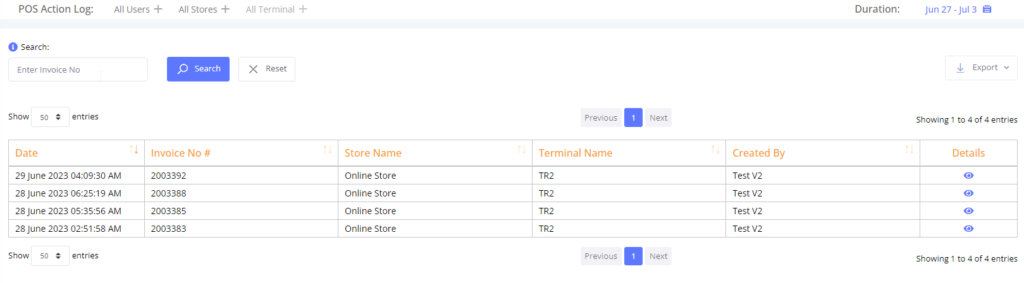 POS Action Log: All Users + All Stores + All Terminal + Duration: Jun 27 - Jul 3
Search:
Enter Invoice No Search Reset Export
Show 50 entries Previous 1 Next Showing 1 to 4 of 4 entries
Date Invoice No # Store Name Terminal Name Created By Details
29 June 2023 04:09:30 AM 2003392 Online Store TR2 Test V2
28 June 2023 06:25:19 AM 2003388 Online Store TR2 Test V2
28 June 2023 05:35:56 AM 2003385 Online Store TR2 Test V2
28 June 2023 02:51:58 AM 2003383 Online Store TR2 Test V2
Show 50 entries Previous 1 Next Showing 1 to 4 of 4 entries